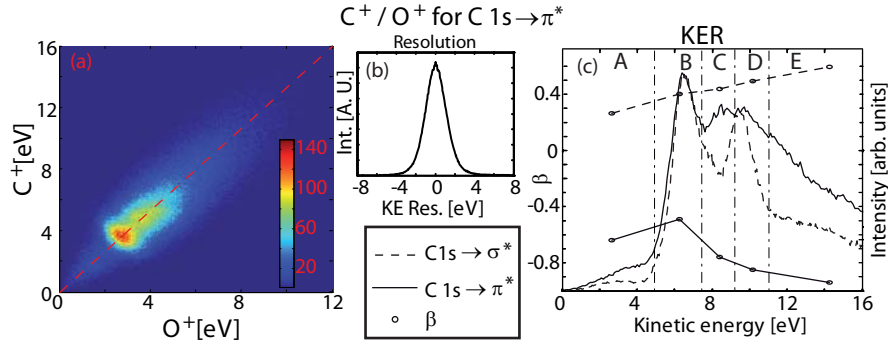 C⁺ / O⁺ for C 1s→π*
(a)
16
12
8
4
0
C⁺[eV]
0
4
8
12
O⁺[eV]
140
100
60
20
Resolution
(b)
Int. [A. U.]
-8
-4
0
4
8
KE Res. [eV]
C1s→σ*
C 1s→π*
β
KER
(c)
A
B
C
D
E
0.4
0
-0.4
-0.8
β
0
4
8
12
16
Kinetic energy [eV]
Intensity [arb. units]